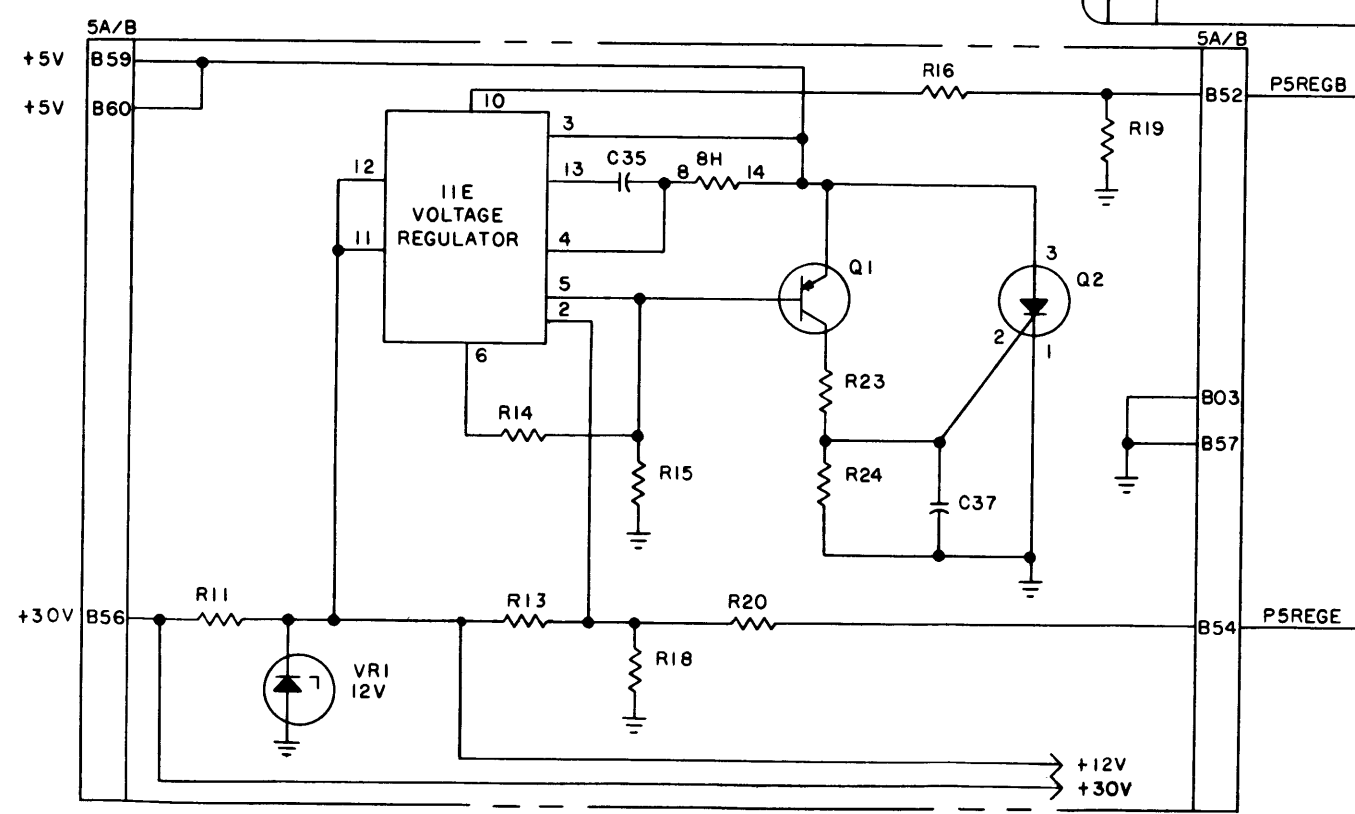 5A/B
5A/B
+5V B59
R16
P5REGB
B52
+5V B60
10
3
R19
12
13
C35
8
8H
14
11E
VOLTAGE
REGULATOR
11
4
3
Q1
Q2
5
2
2
1
6
R23
B03
R14
B57
R15
R24
C37
+30V B56
R11
R13
R20
B54
P5REGE
R18
VR1
12V
+12V
+30V